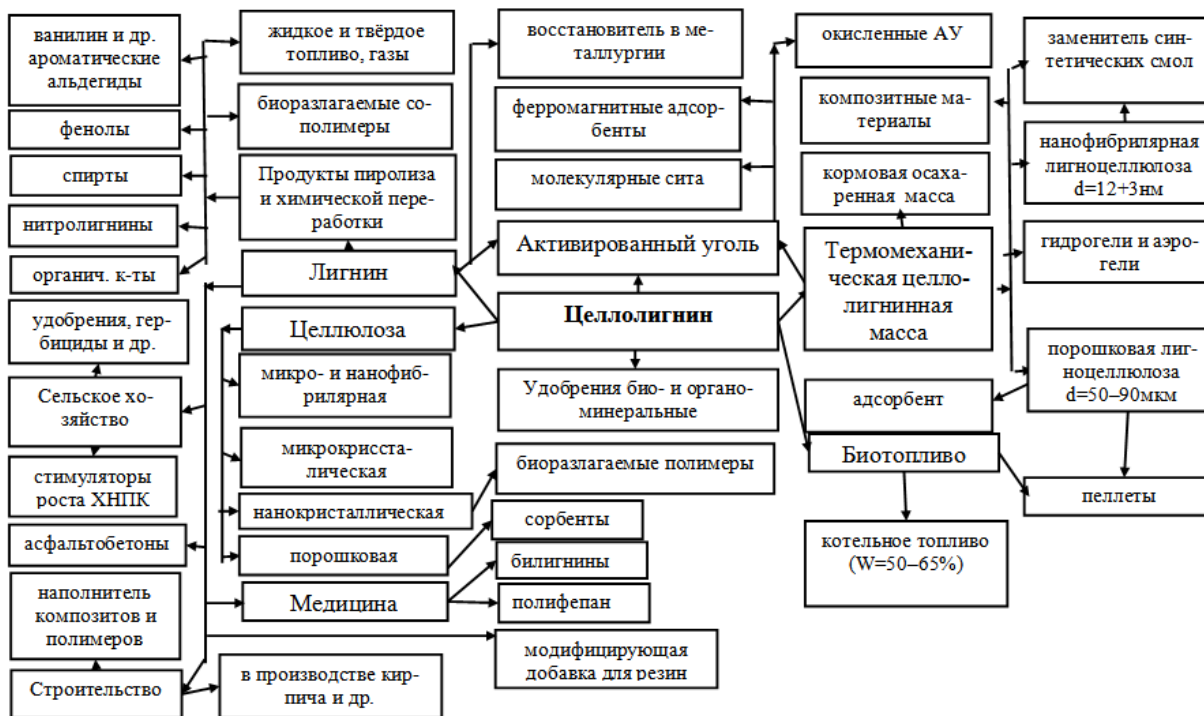 ванилин и др.
ароматические
альдегиды
фенолы
спирты
нитролигнины
органич. к-ты
удобрения, гер-
бициды и др.
Сельское хо-
зяйство
стимуляторы
роста ХНПК
асфальтобетоны
наполнитель
композитов и
полимеров
Строительство
жидкое и твёрдое
топливо, газы
биоразлагаемые со-
полимеры
Продукты пиролиза
и химической пере-
работки
Лигнин
Целлюлоза
микро- и нанофиб-
рилярная
микрокрисста-
лическая
нанокристаллическая
порошковая
Медицина
в производстве кир-
пича и др.
восстановитель в ме-
таллургии
ферромагнитные адсор-
бенты
молекулярные сита
Активированный уголь
Целлолигнин
Удобрения био- и органо-
минеральные
биоразлагаемые полимеры
сорбенты
билигнины
полифепан
модифицирующая
добавка для резин
окисленные АУ
композитные ма-
териалы
кормовая осаха-
ренная масса
Термомехани-
ческая целло-
лигнинная
масса
адсорбент
Биотопливо
котельное топливо
(W=50–65%)
заменитель син-
тетических смол
нанофибрилярная
лигноцеллюлоза
d=12+3нм
гидрогели и аэро-
гели
порошковая лиг-
ноцеллюлоза
d=50–90мкм
пеллеты